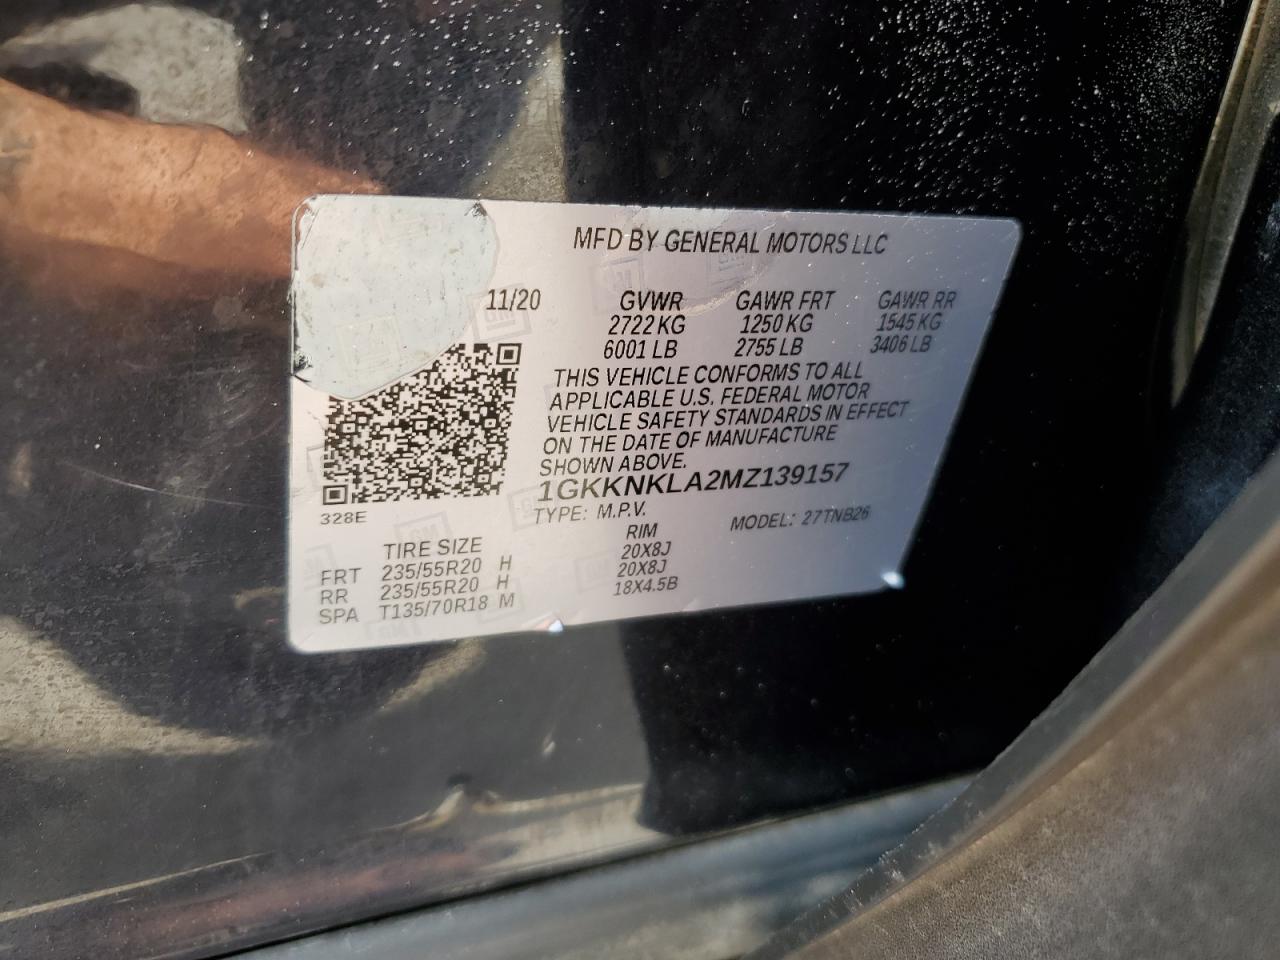 MFD BY GENERAL MOTORS LLC
11/20 GVWR GAWR FRT GAWR RR
2722 KG 1250 KG 1545 KG
6001 LB 2755 LB 3406 LB
THIS VEHICLE CONFORMS TO ALL
APPLICABLE U.S. FEDERAL MOTOR
VEHICLE SAFETY STANDARDS IN EFFECT
ON THE DATE OF MANUFACTURE
SHOWN ABOVE.
1GKKNKLA2MZ139157
328E TYPE: M.P.V. MODEL: 27TNB26
TIRE SIZE RIM
FRT 235/55R20 H 20X8J
RR 235/55R20 H 20X8J
SPA T135/70R18 M 18X4.5B